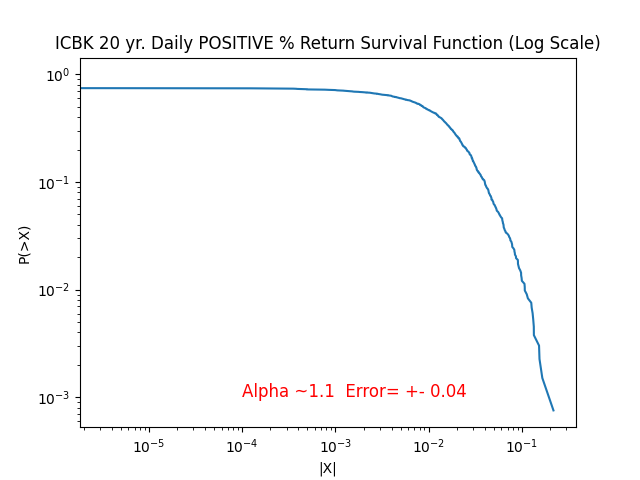 ICBK 20 yr. Daily POSITIVE % Return Survival Function (Log Scale)
P(>X)
10⁰
10⁻¹
10⁻²
10⁻³
Alpha ~1.1 Error= +- 0.04
10⁻⁵ 10⁻⁴ 10⁻³ 10⁻² 10⁻¹
|X|